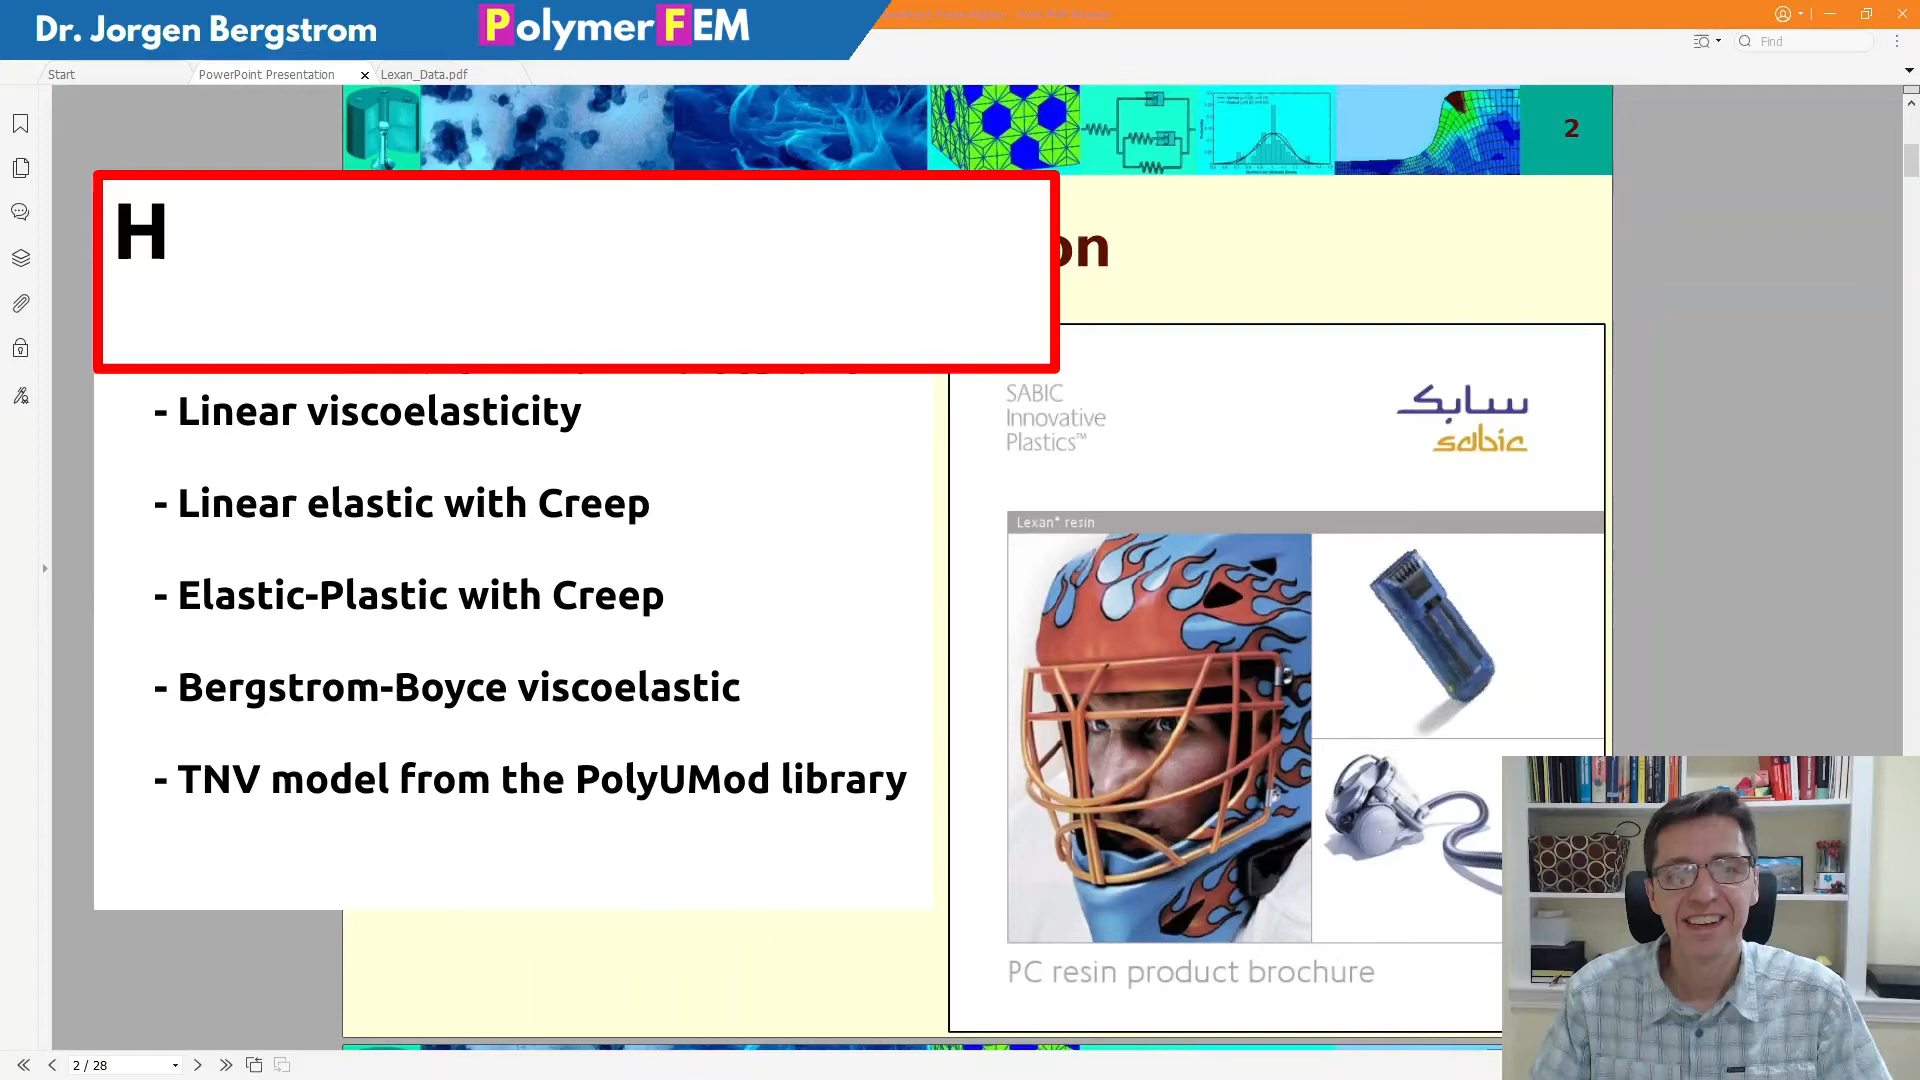 Dr. Jorgen Bergstrom
PolymerFEM
Find
Start
PowerPoint Presentation
Lexan_Data.pdf
2
H
on
- Linear viscoelasticity
- Linear elastic with Creep
- Elastic-Plastic with Creep
- Bergstrom-Boyce viscoelastic
- TNV model from the PolyUMod library
SABIC
Innovative
Plastics™
سابك
sabic
Lexan* resin
PC resin product brochure
2 / 28